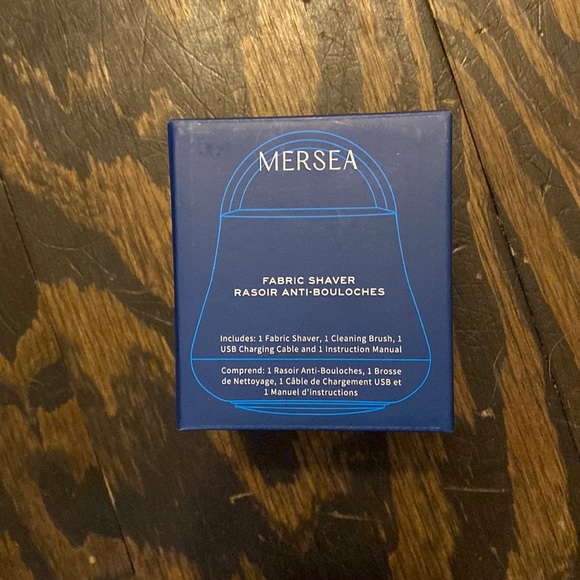 MERSEA
FABRIC SHAVER
RASOIR ANTI-BOULOCHES
Includes: 1 Fabric Shaver, 1 Cleaning Brush, 1
USB Charging Cable and 1 Instruction Manual
Comprend: 1 Rasoir Anti-Bouloches, 1 Brosse
de Nettoyage, 1 Câble de Chargement USB et
1 Manuel d'instructions